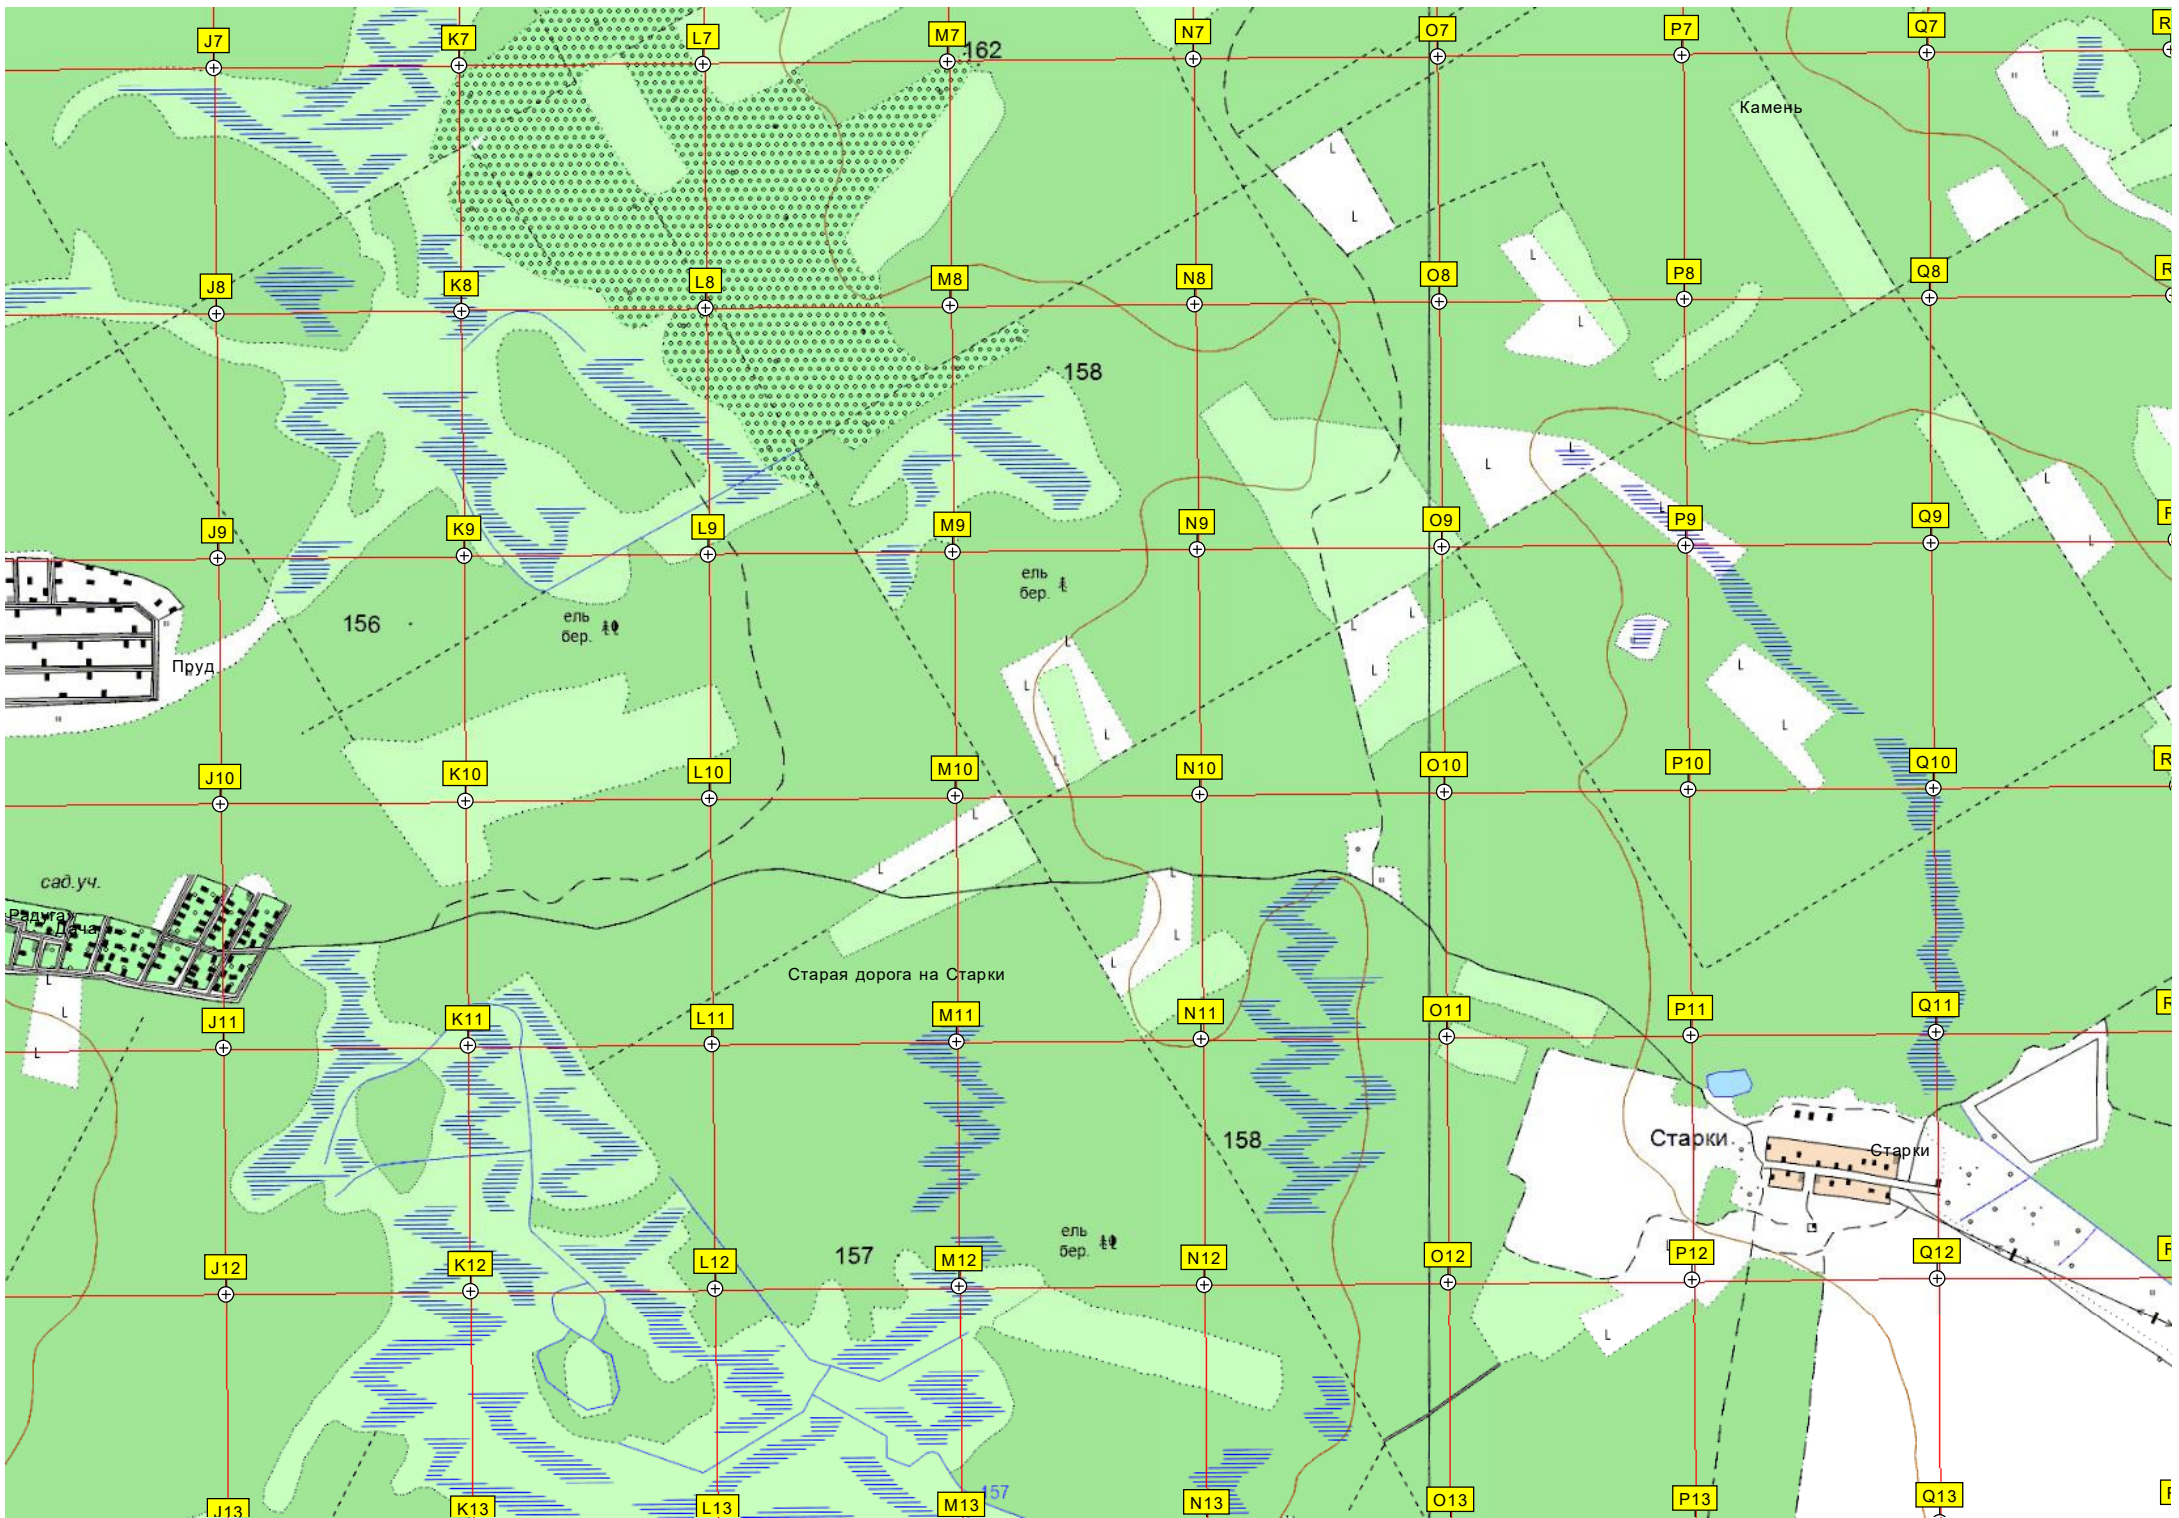 J7 K7 L7 M7 N7 O7 P7 Q7
162
Камень
J8 K8 L8 M8 N8 O8 P8 Q8
158
J9 K9 L9 M9 N9 O9 P9 Q9
ель
бер.
156
ель
бер.
Пруд
J10 K10 L10 M10 N10 O10 P10 Q10
сад.уч.
Радуга
Дача
Старая дорога на Старки
J11 K11 L11 M11 N11 O11 P11 Q11
158
Старки
Старки
ель
бер.
157
J12 K12 L12 M12 N12 O12 P12 Q12
157
J13 K13 L13 M13 N13 O13 P13 Q13